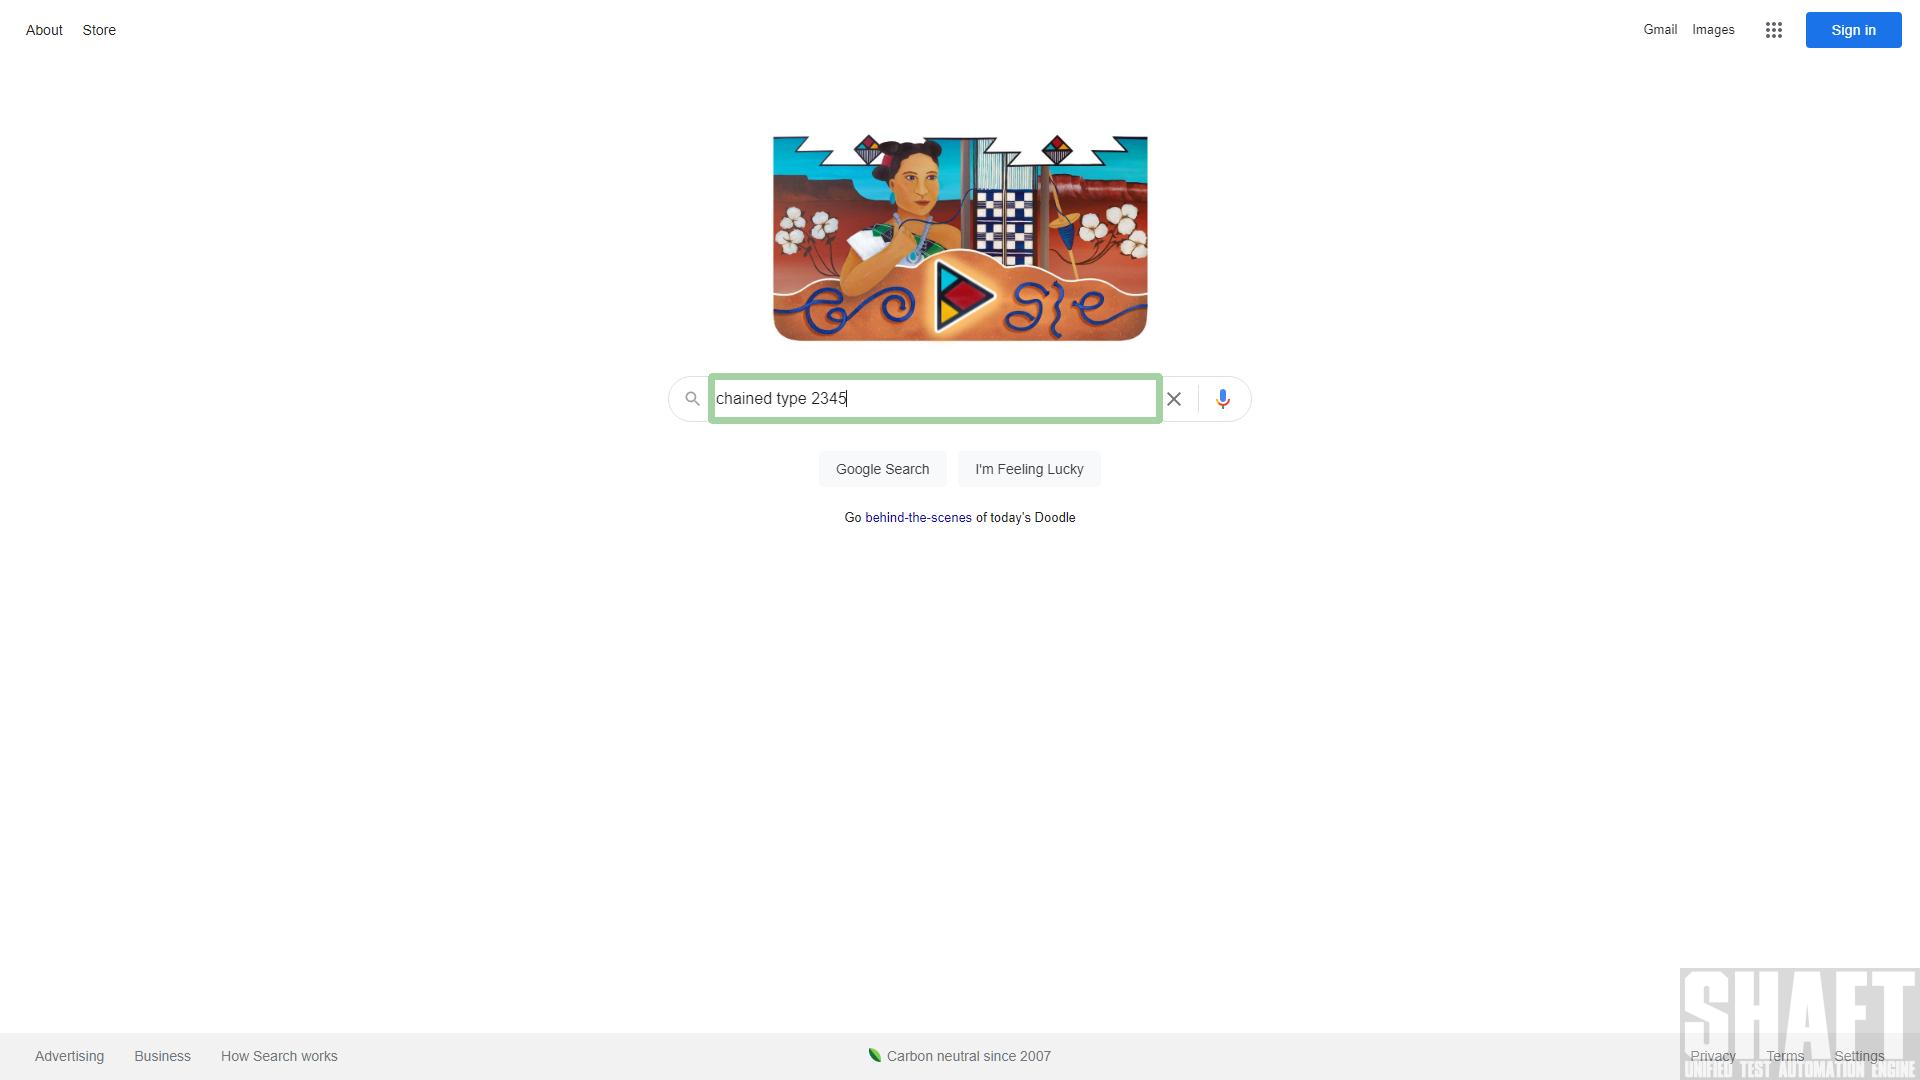 About Store
Gmail Images Sign in
chained type 2345
Google Search I'm Feeling Lucky
Go behind-the-scenes of today's Doodle
Advertising Business How Search works
Carbon neutral since 2007
Privacy Terms Settings
SHAFT
UNIFIED TEST AUTOMATION ENGINE